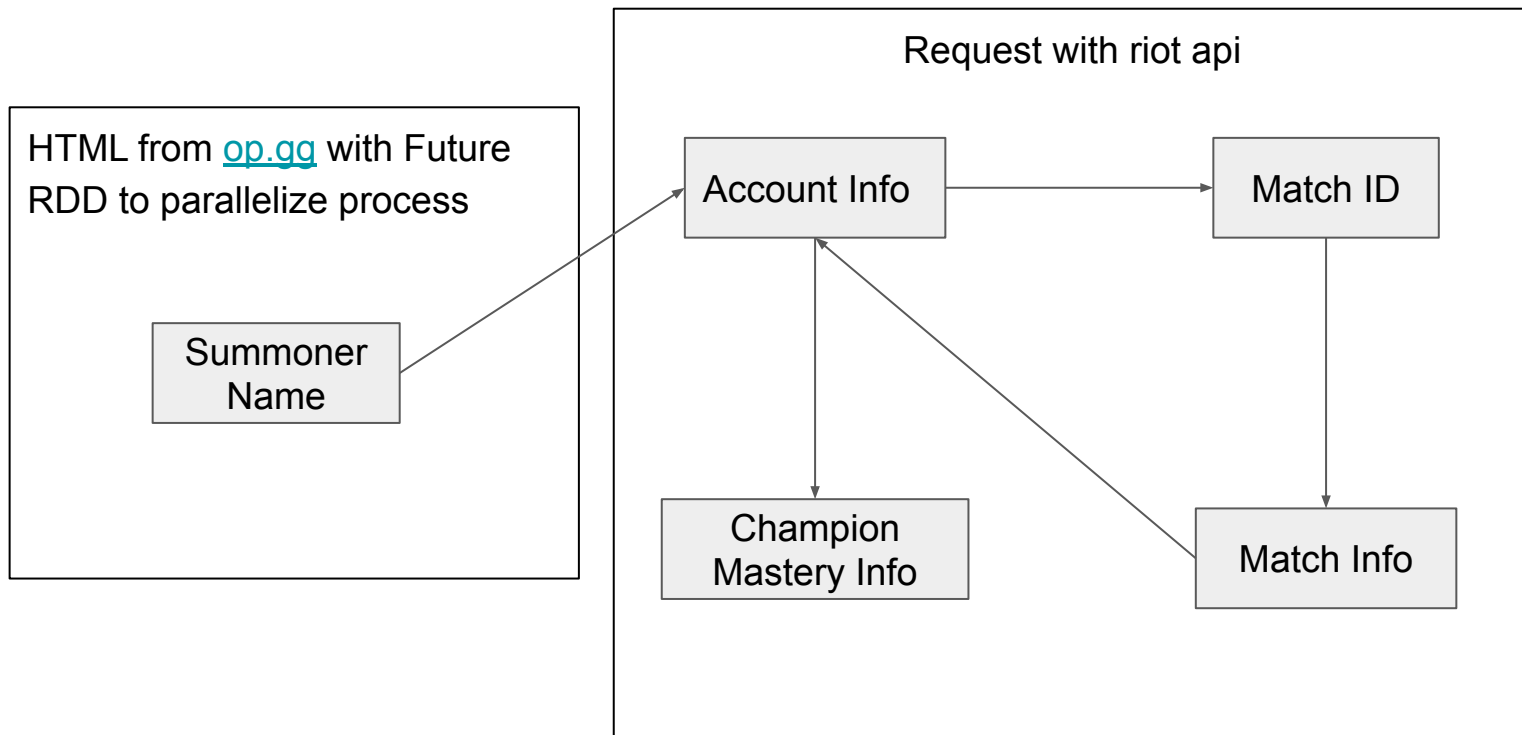 Request with riot api
HTML from op.gg with Future
RDD to parallelize process
Account Info
Match ID
Summoner
Name
Champion
Mastery Info
Match Info